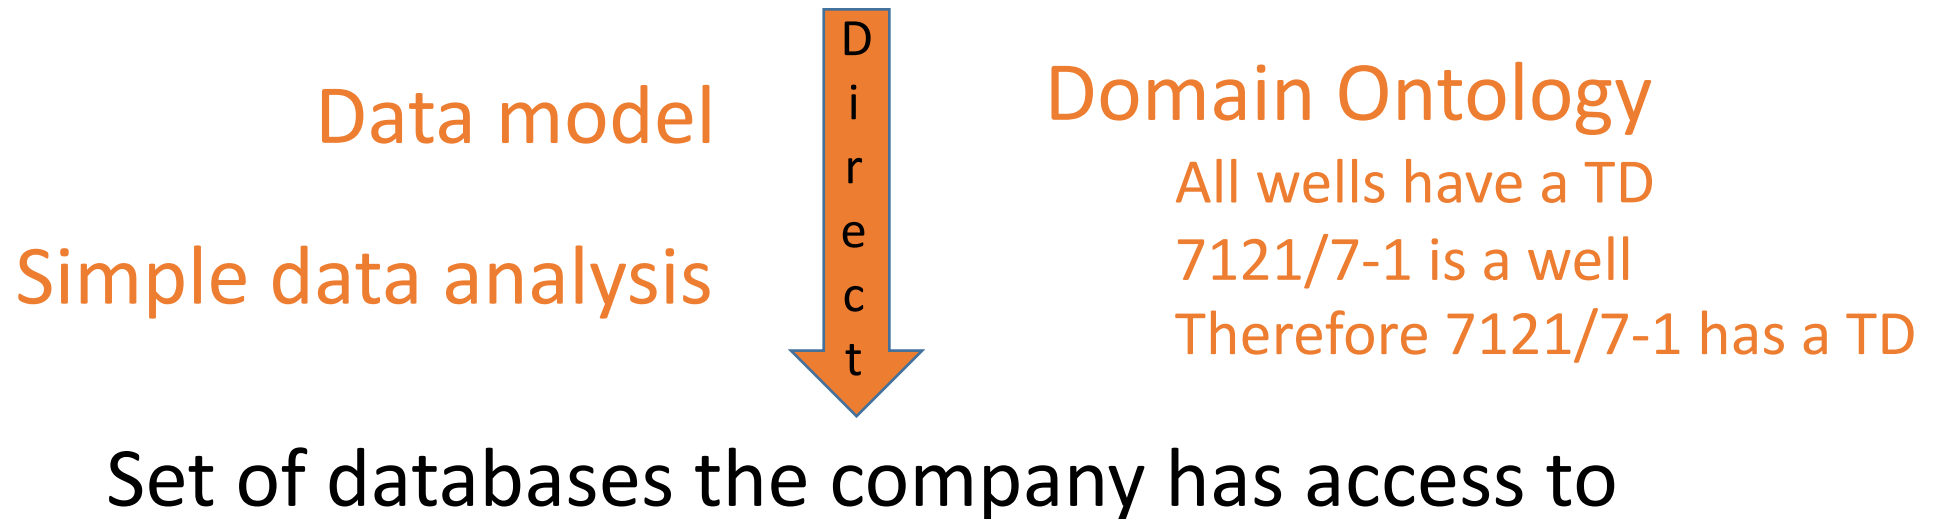 Data model
Simple data analysis
Direct
Domain Ontology
All wells have a TD
7121/7-1 is a well
Therefore 7121/7-1 has a TD
Set of databases the company has access to